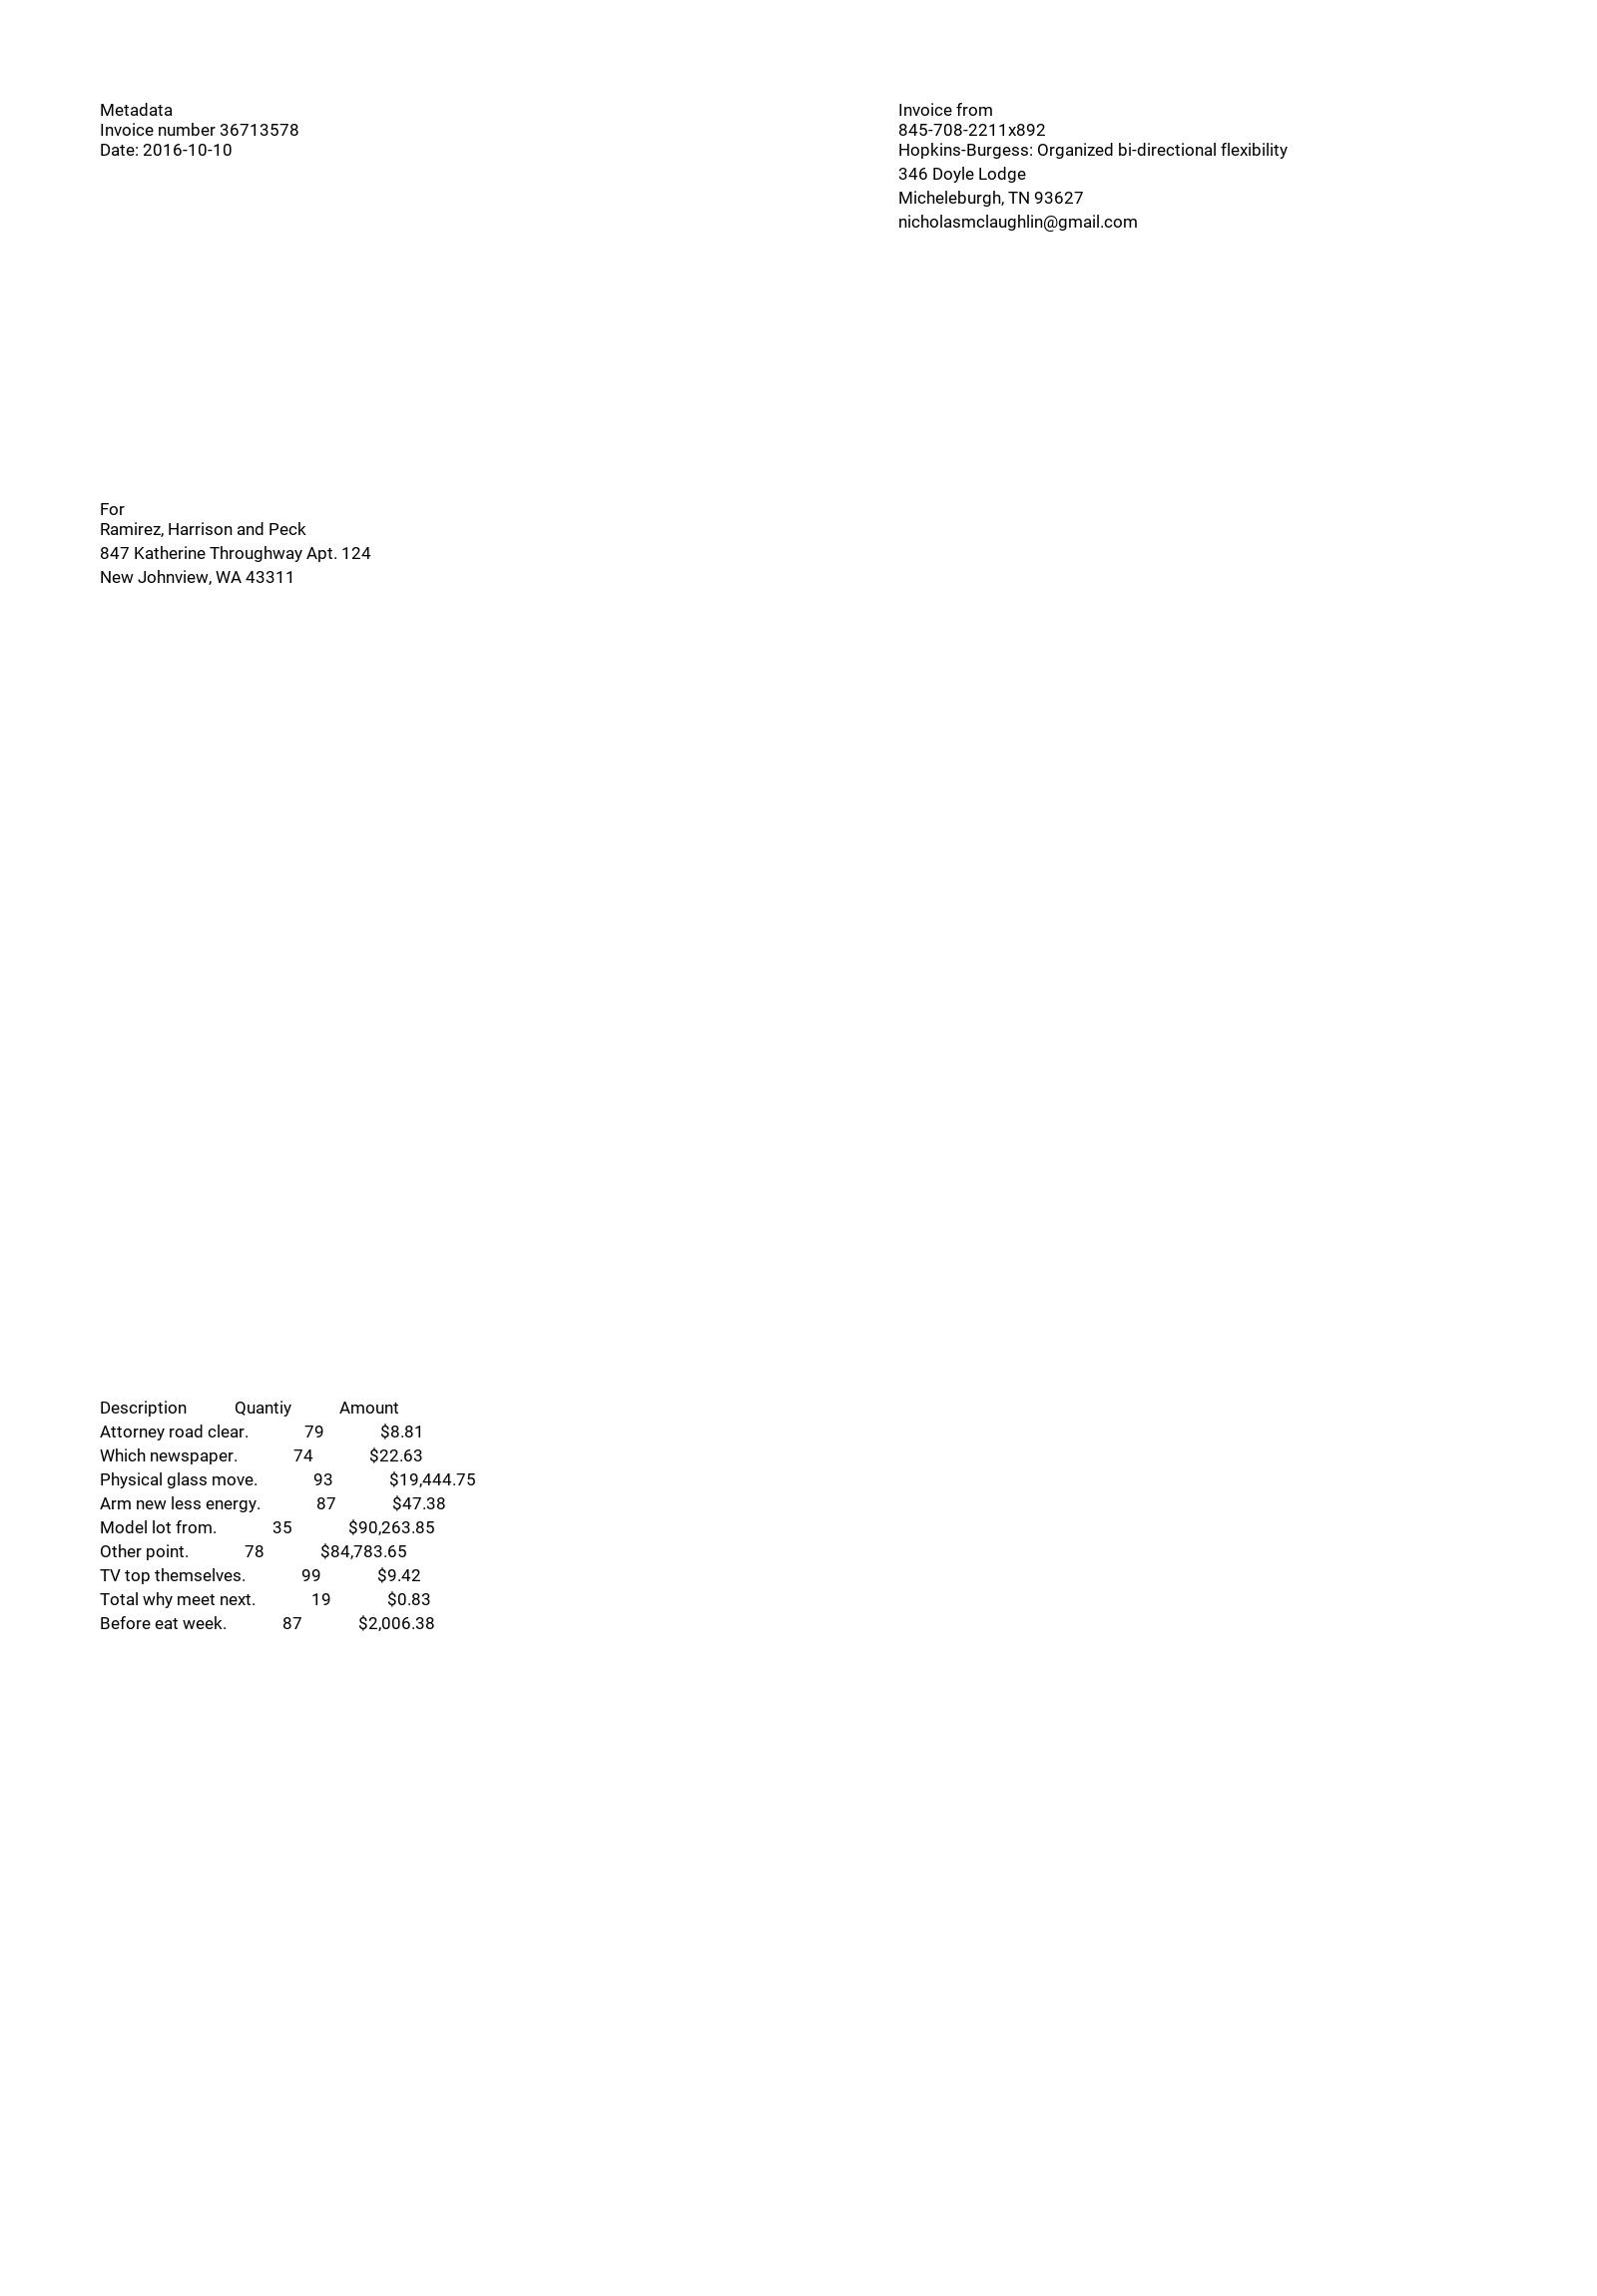 Metadata
Invoice number 36713578
Date: 2016-10-10
Invoice from
845-708-2211x892
Hopkins-Burgess: Organized bi-directional flexibility
346 Doyle Lodge
Micheleburgh, TN 93627
nicholasmclaughlin@gmail.com
For
Ramirez, Harrison and Peck
847 Katherine Throughway Apt. 124
New Johnview, WA 43311
Description Quantiy Amount
Attorney road clear. 79 $8.81
Which newspaper. 74 $22.63
Physical glass move. 93 $19,444.75
Arm new less energy. 87 $47.38
Model lot from. 35 $90,263.85
Other point. 78 $84,783.65
TV top themselves. 99 $9.42
Total why meet next. 19 $0.83
Before eat week. 87 $2,006.38